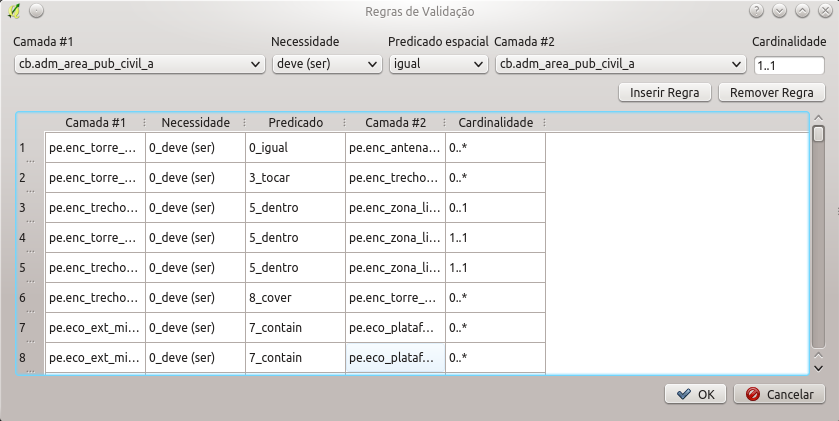 Regras de Validação
Camada #1 Necessidade Predicado espacial Camada #2 Cardinalidade
cb.adm_area_pub_civil_a deve (ser) igual cb.adm_area_pub_civil_a 1..1
Inserir Regra Remover Regra
Camada #1 Necessidade Predicado Camada #2 Cardinalidade
1 ... pe.enc_torre_... 0_deve (ser) 0_igual pe.enc_antena... 0..*
2 ... pe.enc_torre_... 0_deve (ser) 3_tocar pe.enc_trecho... 0..*
3 ... pe.enc_trecho... 0_deve (ser) 5_dentro pe.enc_zona_li... 0..1
4 ... pe.enc_torre_... 0_deve (ser) 5_dentro pe.enc_zona_li... 1..1
5 ... pe.enc_trecho... 0_deve (ser) 5_dentro pe.enc_zona_li... 1..1
6 ... pe.enc_trecho... 0_deve (ser) 8_cover pe.enc_torre_... 0..*
7 ... pe.eco_ext_mi... 0_deve (ser) 7_contain pe.eco_plataf... 0..*
8 ... pe.eco_ext_mi... 0_deve (ser) 7_contain pe.eco_plataf... 0..*
OK Cancelar